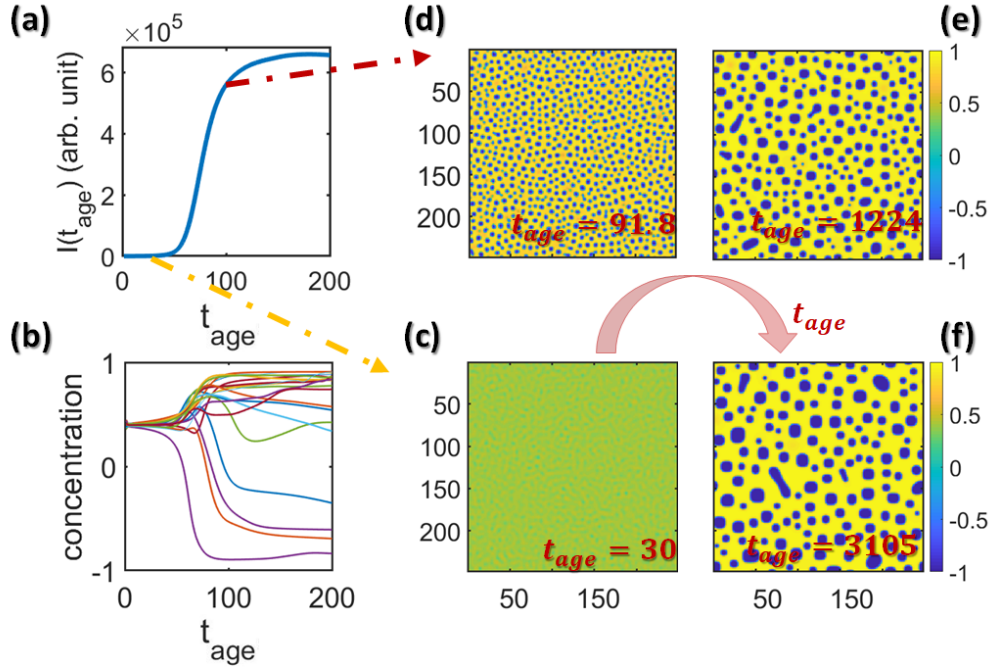 (a)
×10⁵
I(t_age) (arb. unit)
6
4
2
0
0 100 200
t_age
(b)
concentration
1
0
-1
0 100 200
t_age
(d)
50
100
150
200
t_age = 91.8
(e)
t_age = 1224
1
0.5
0
-0.5
-1
(c)
50
100
150
200
50 150
t_age = 30
t_age
(f)
t_age = 3105
50 150
1
0.5
0
-0.5
-1